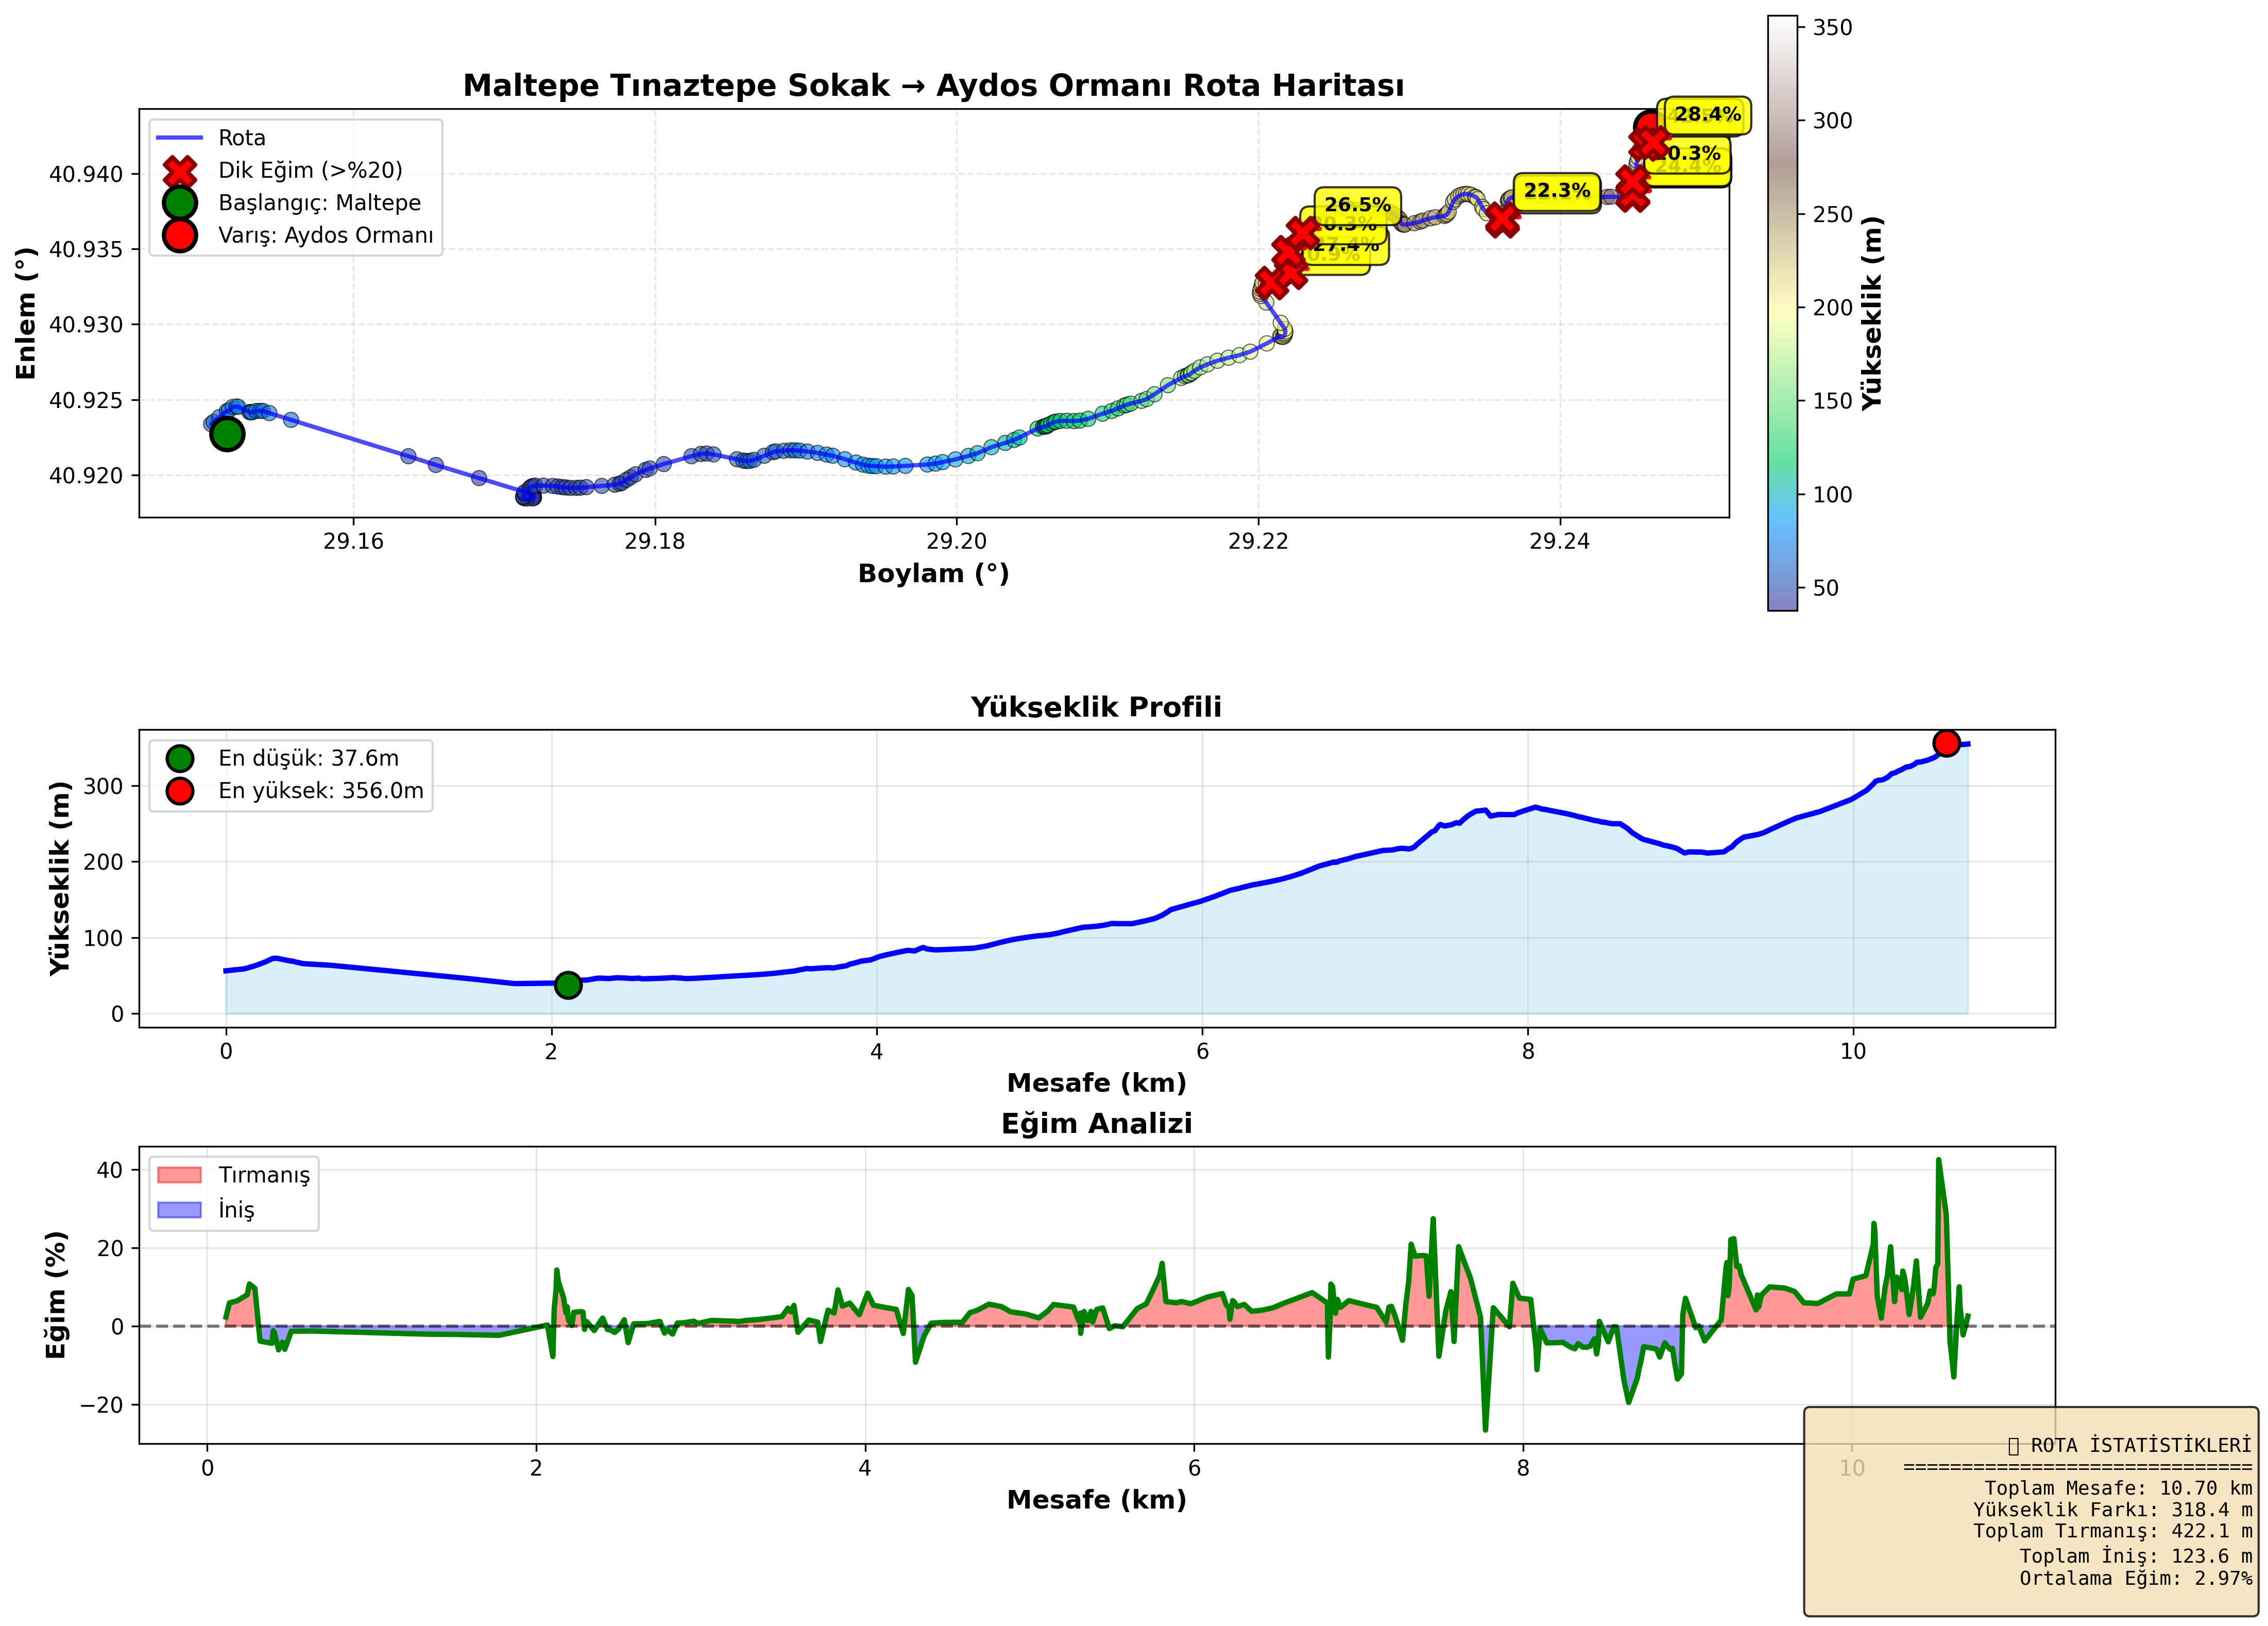 Maltepe Tınaztepe Sokak → Aydos Ormanı Rota Haritası
Rota
Dik Eğim (>%20)
Başlangıç: Maltepe
Varış: Aydos Ormanı
Enlem (°)
40.940
40.935
40.930
40.925
40.920
28.4%
24.4%
22.3%
26.5%
27.4%
29.16
29.18
29.20
29.22
29.24
Boylam (°)
350
300
250
200
150
100
50
Yükseklik (m)
Yükseklik Profili
En düşük: 37.6m
En yüksek: 356.0m
Yükseklik (m)
300
200
100
0
0
2
4
6
8
10
Mesafe (km)
Eğim Analizi
Tırmanış
İniş
Eğim (%)
40
20
0
−20
0
2
4
6
8
10
Mesafe (km)
ROTA İSTATİSTİKLERİ
==============================
Toplam Mesafe: 10.70 km
Yükseklik Farkı: 318.4 m
Toplam Tırmanış: 422.1 m
Toplam İniş: 123.6 m
Ortalama Eğim: 2.97%